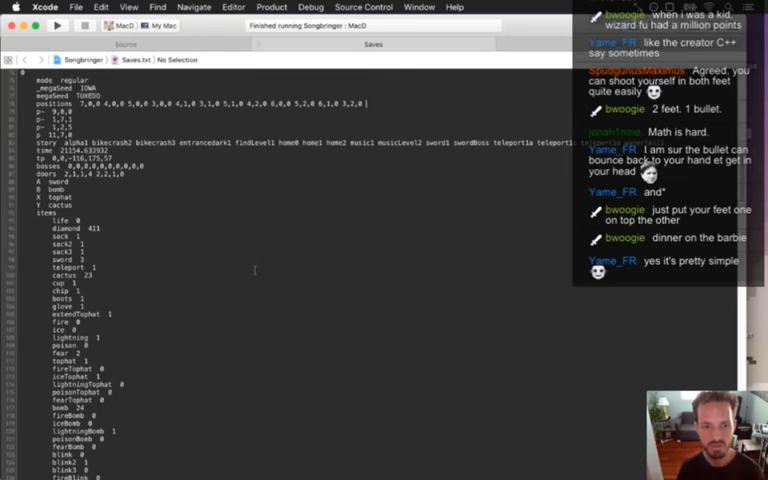 Xcode File Edit View Find Navigate Editor Product Debug Source Control Window Help
MacD My Mac
Finished running Songbringer : MacD
Source
Saves
Songbringer Saves.txt No Selection
0
mode regular
_megaSeed IOWA
megaSeed TUXEDO
positions 7,0,0 4,0,0 5,0,0 3,0,0 4,1,0 3,1,0 5,1,0 4,2,0 6,0,0 5,2,0 6,1,0 3,2,0
p- 9,0,0
p- 1,7,1
p- 1,2,5
p 11,7,0
story alpha1 bikecrash2 bikecrash3 entrancedark1 findLevel1 home0 home1 home2 music1 musicLevel2 sword1 swordBoss teleport1a
time 21154.633932
tp 0,0,-116,175,57
bosses 0,0,0,0,0,0,0,0,0
doors 2,1,1,4 2,2,1,0
A sword
B bomb
X tophat
Y cactus
items
life 0
diamond 411
sack 1
sack2 1
sack3 1
sword 3
teleport 1
cactus 23
cup 1
chip 1
boots 1
glove 1
extendTophat 1
fire 0
ice 0
lightning 1
poison 0
fear 2
tophat 1
fireTophat 0
iceTophat 1
lightningTophat 0
poisonTophat 0
fearTophat 0
bomb 24
fireBomb 0
iceBomb 0
lightningBomb 1
poisonBomb 0
fearBomb 0
blink 0
blink2 1
blink3 0
fireBlink 0
bwoogie when i was a kid,
wizard fu had a million points
Yame_FR like the creator C++
say sometimes
SpudgunusMaximus Agreed, you
can shoot yourself in both feet
quite easily
bwoogie 2 feet. 1 bullet.
jonah1nine Math is hard.
Yame_FR I am sur the bullet can
bounce back to your hand et get in
your head
Yame_FR and*
bwoogie just put your feet one
on top the other
bwoogie dinner on the barbie
Yame_FR yes it's pretty simple